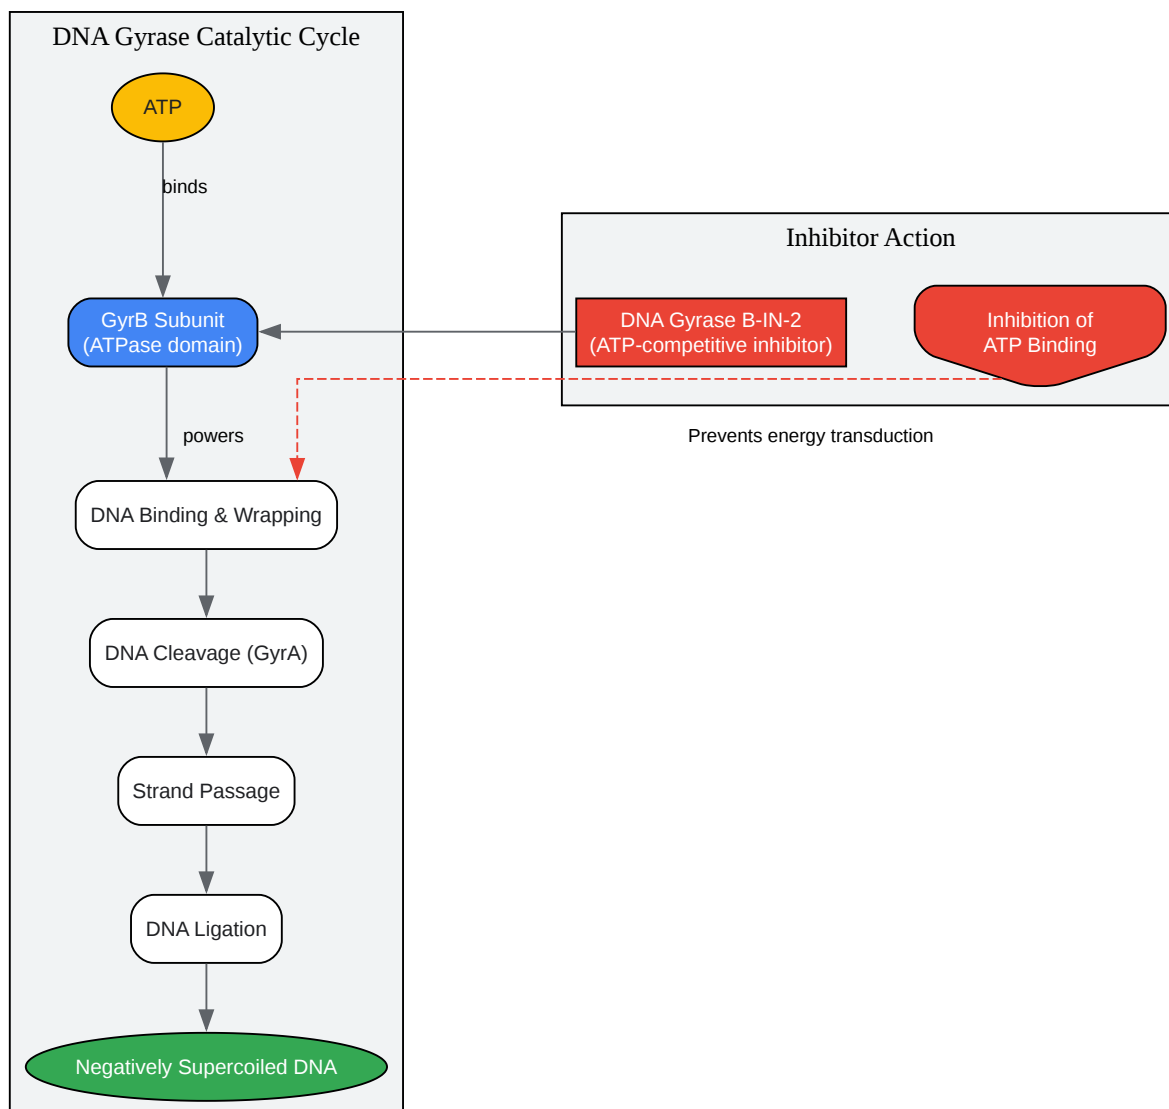 DNA Gyrase Catalytic Cycle
ATP
binds
GyrB Subunit
(ATPase domain)
powers
DNA Binding & Wrapping
DNA Cleavage (GyrA)
Strand Passage
DNA Ligation
Negatively Supercoiled DNA
Inhibitor Action
DNA Gyrase B-IN-2
(ATP-competitive inhibitor)
Inhibition of
ATP Binding
Prevents energy transduction